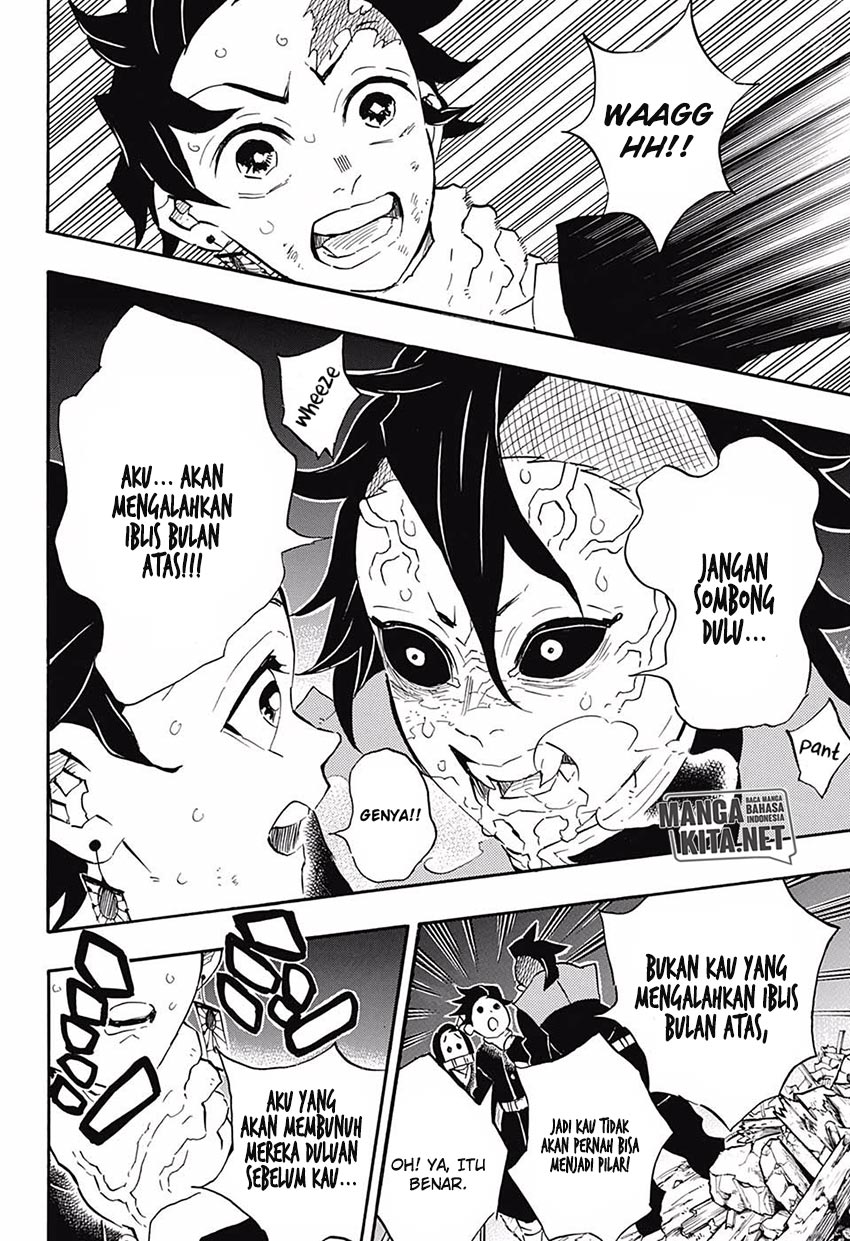 WAAGG
HH!!
JANGAN
SOMBONG
DULU...
Wheeze
AKU... AKAN
MENGALAHKAN
IBLIS BULAN
ATAS!!!
Pant
GENYA!!
MANGA
KITA.NET
BACA MANGA
BAHASA
INDONESIA
BUKAN KAU YANG
MENGALAHKAN IBLIS
BULAN ATAS,
JADI KAU TIDAK
AKAN PERNAH BISA
MENJADI PILAR!
OH! YA, ITU
BENAR.
AKU YANG
AKAN MEMBUNUH
MEREKA DULUAN
SEBELUM KAU...